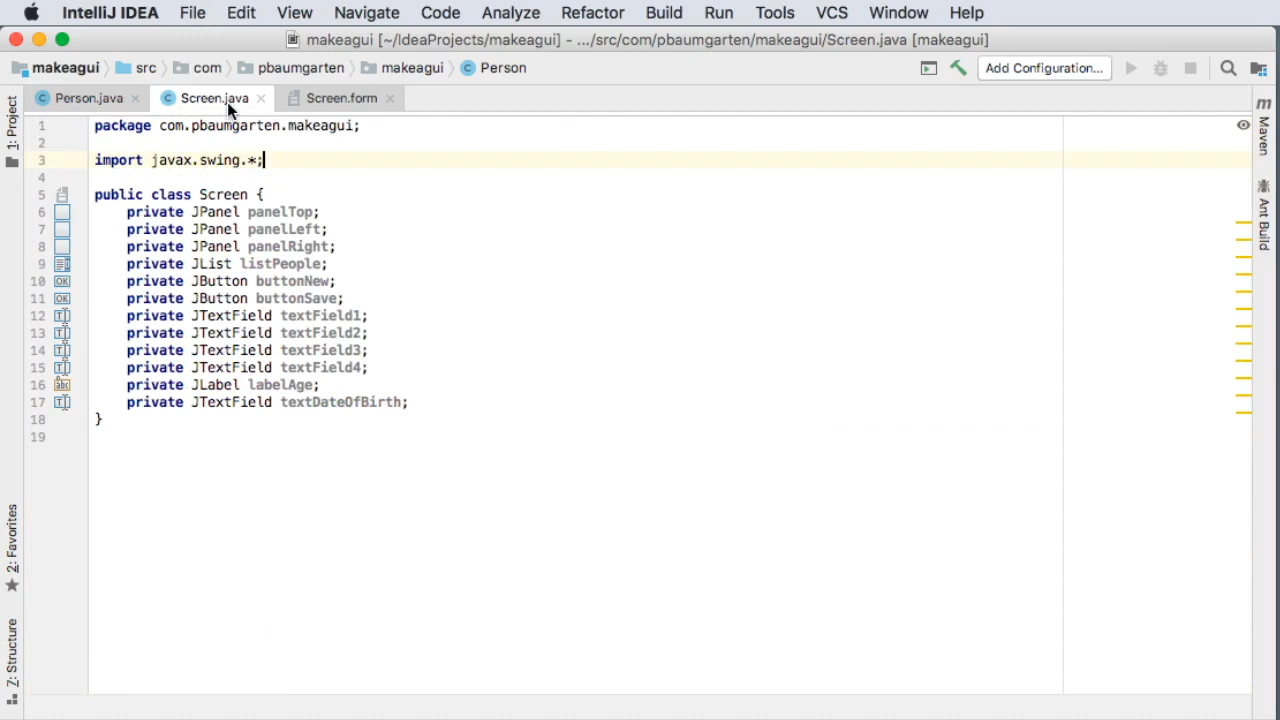 IntelliJ IDEA File Edit View Navigate Code Analyze Refactor Build Run Tools VCS Window Help
makeagui [~/IdeaProjects/makeagui] - .../src/com/pbaumgarten/makeagui/Screen.java [makeagui]
makeagui src com pbaumgarten makeagui Person Add Configuration...
Person.java Screen.java Screen.form
1: Project
2: Favorites
Z: Structure
Maven
Ant Build
1 package com.pbaumgarten.makeagui;
2
3 import javax.swing.*;
4
5 public class Screen {
6 private JPanel panelTop;
7 private JPanel panelLeft;
8 private JPanel panelRight;
9 private JList listPeople;
10 private JButton buttonNew;
11 private JButton buttonSave;
12 private JTextField textField1;
13 private JTextField textField2;
14 private JTextField textField3;
15 private JTextField textField4;
16 private JLabel labelAge;
17 private JTextField textDateOfBirth;
18 }
19